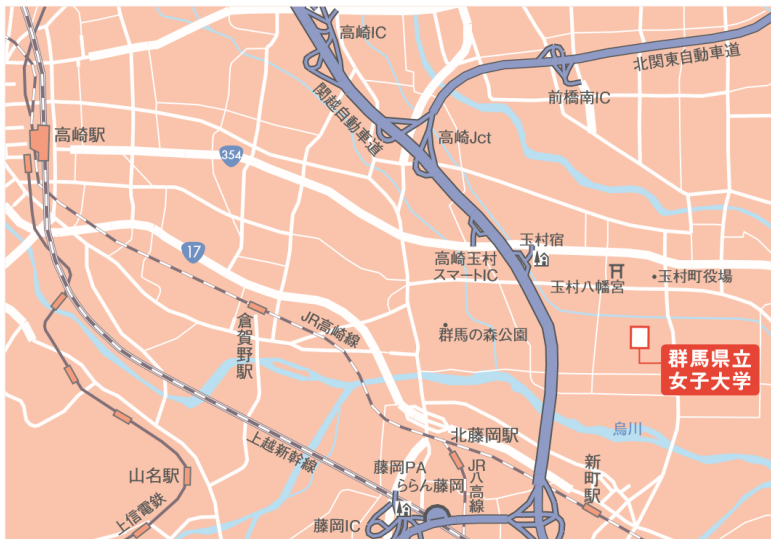 高崎IC
北関東自動車道
前橋南IC
関越自動車道
高崎駅
高崎Jct
354
17
玉村宿
高崎玉村
スマートIC
玉村八幡宮
玉村町役場
倉賀野駅
JR高崎線
群馬の森公園
群馬県立
女子大学
北藤岡駅
烏川
上越新幹線
藤岡PA
ららん藤岡
JR八高線
新町駅
山名駅
上信電鉄
藤岡IC